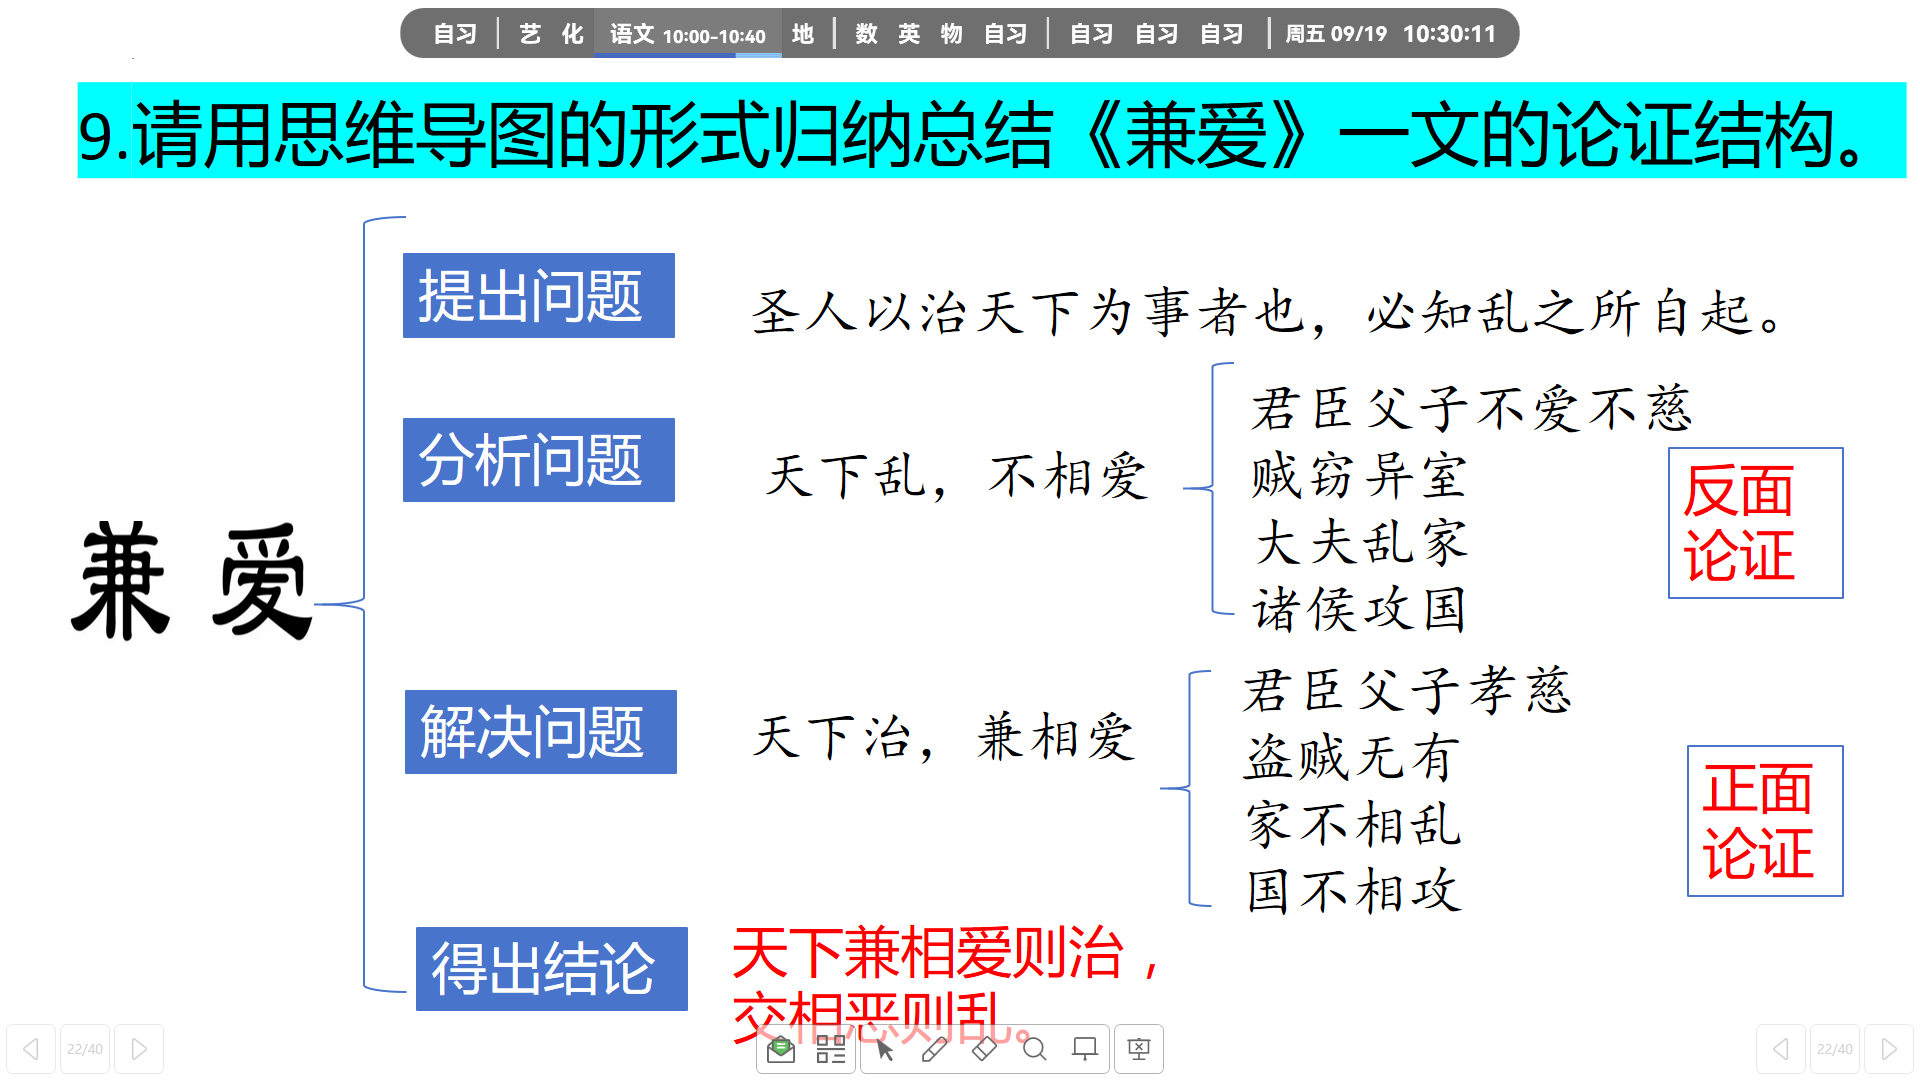 自习 | 艺 化 语文 10:00-10:40 地 | 数 英 物 自习 | 自习 自习 自习 | 周五 09/19 10:30:11
9.请用思维导图的形式归纳总结《兼爱》一文的论证结构。
兼爱
提出问题
圣人以治天下为事者也，必知乱之所自起。
分析问题
天下乱，不相爱
君臣父子不爱不慈
贼窃异室
大夫乱家
诸侯攻国
反面
论证
解决问题
天下治，兼相爱
君臣父子孝慈
盗贼无有
家不相乱
国不相攻
正面
论证
得出结论
天下兼相爱则治，
交相恶则乱。
22/40
22/40